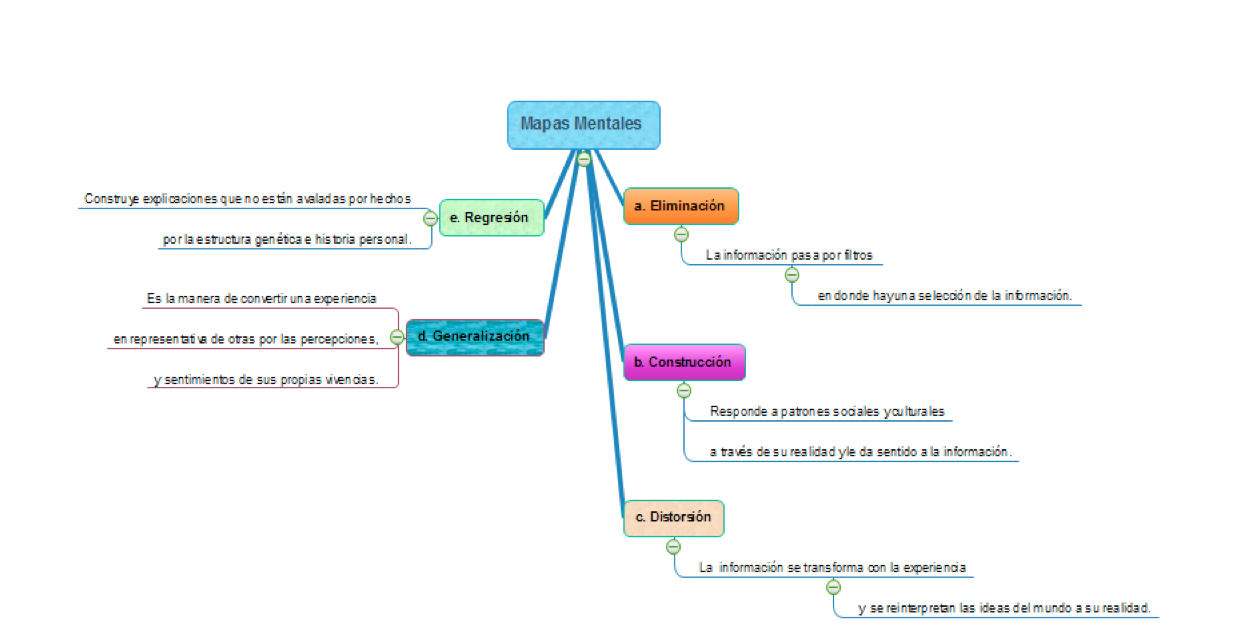 Mapas Mentales
a. Eliminación
La información pasa por filtros
en donde hay una selección de la información.
b. Construcción
Responde a patrones sociales y culturales
a través de su realidad y le da sentido a la información.
c. Distorsión
La información se transforma con la experiencia
y se reinterpretan las ideas del mundo a su realidad.
d. Generalización
Es la manera de convertir una experiencia
en representativa de otras por las percepciones,
y sentimientos de sus propias vivencias.
e. Regresión
Construye explicaciones que no están avaladas por hechos
por la estructura genética e historia personal.